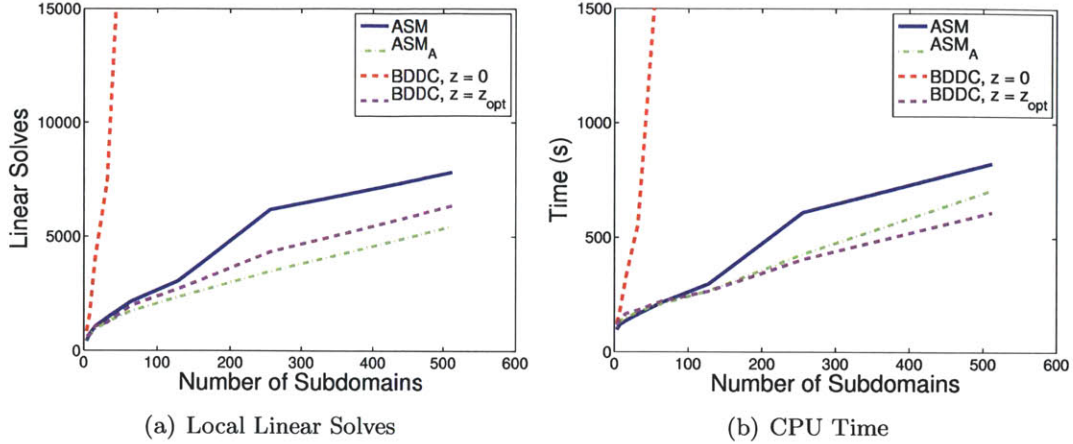 15000
10000
5000
0
0
100
200
300
400
500
600
Linear Solves
Number of Subdomains
ASM
ASM_A
BDDC, z = 0
BDDC, z = z_opt
(a) Local Linear Solves
1500
1000
500
0
0
100
200
300
400
500
600
Time (s)
Number of Subdomains
ASM
ASM_A
BDDC, z = 0
BDDC, z = z_opt
(b) CPU Time